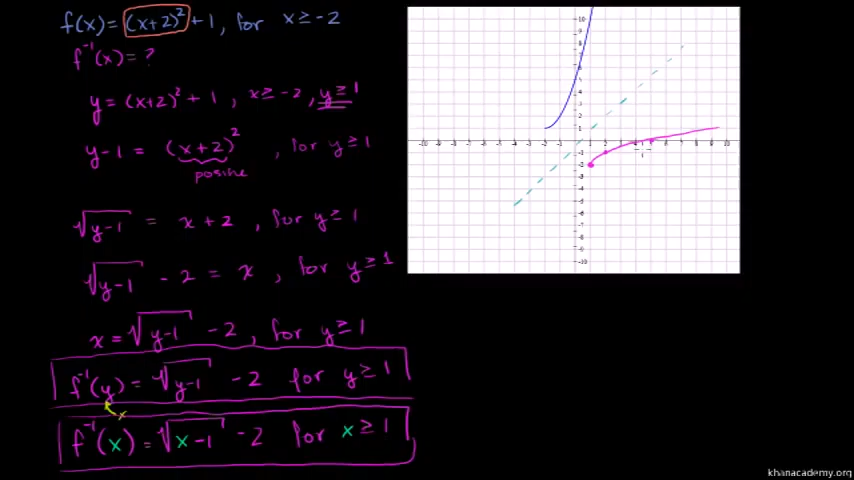 f(x) = (x+2)² + 1, for x ≥ -2
f⁻¹(x) = ?
y = (x+2)² + 1, x ≥ -2, y ≥ 1
y-1 = (x+2)², for y ≥ 1
positive
√y-1 = x+2, for y ≥ 1
√y-1 - 2 = x, for y ≥ 1
x = √y-1 - 2, for y ≥ 1
f⁻¹(y) = √y-1 - 2 for y ≥ 1
x
f⁻¹(x) = √x-1 - 2 for x ≥ 1
khanacademy.org